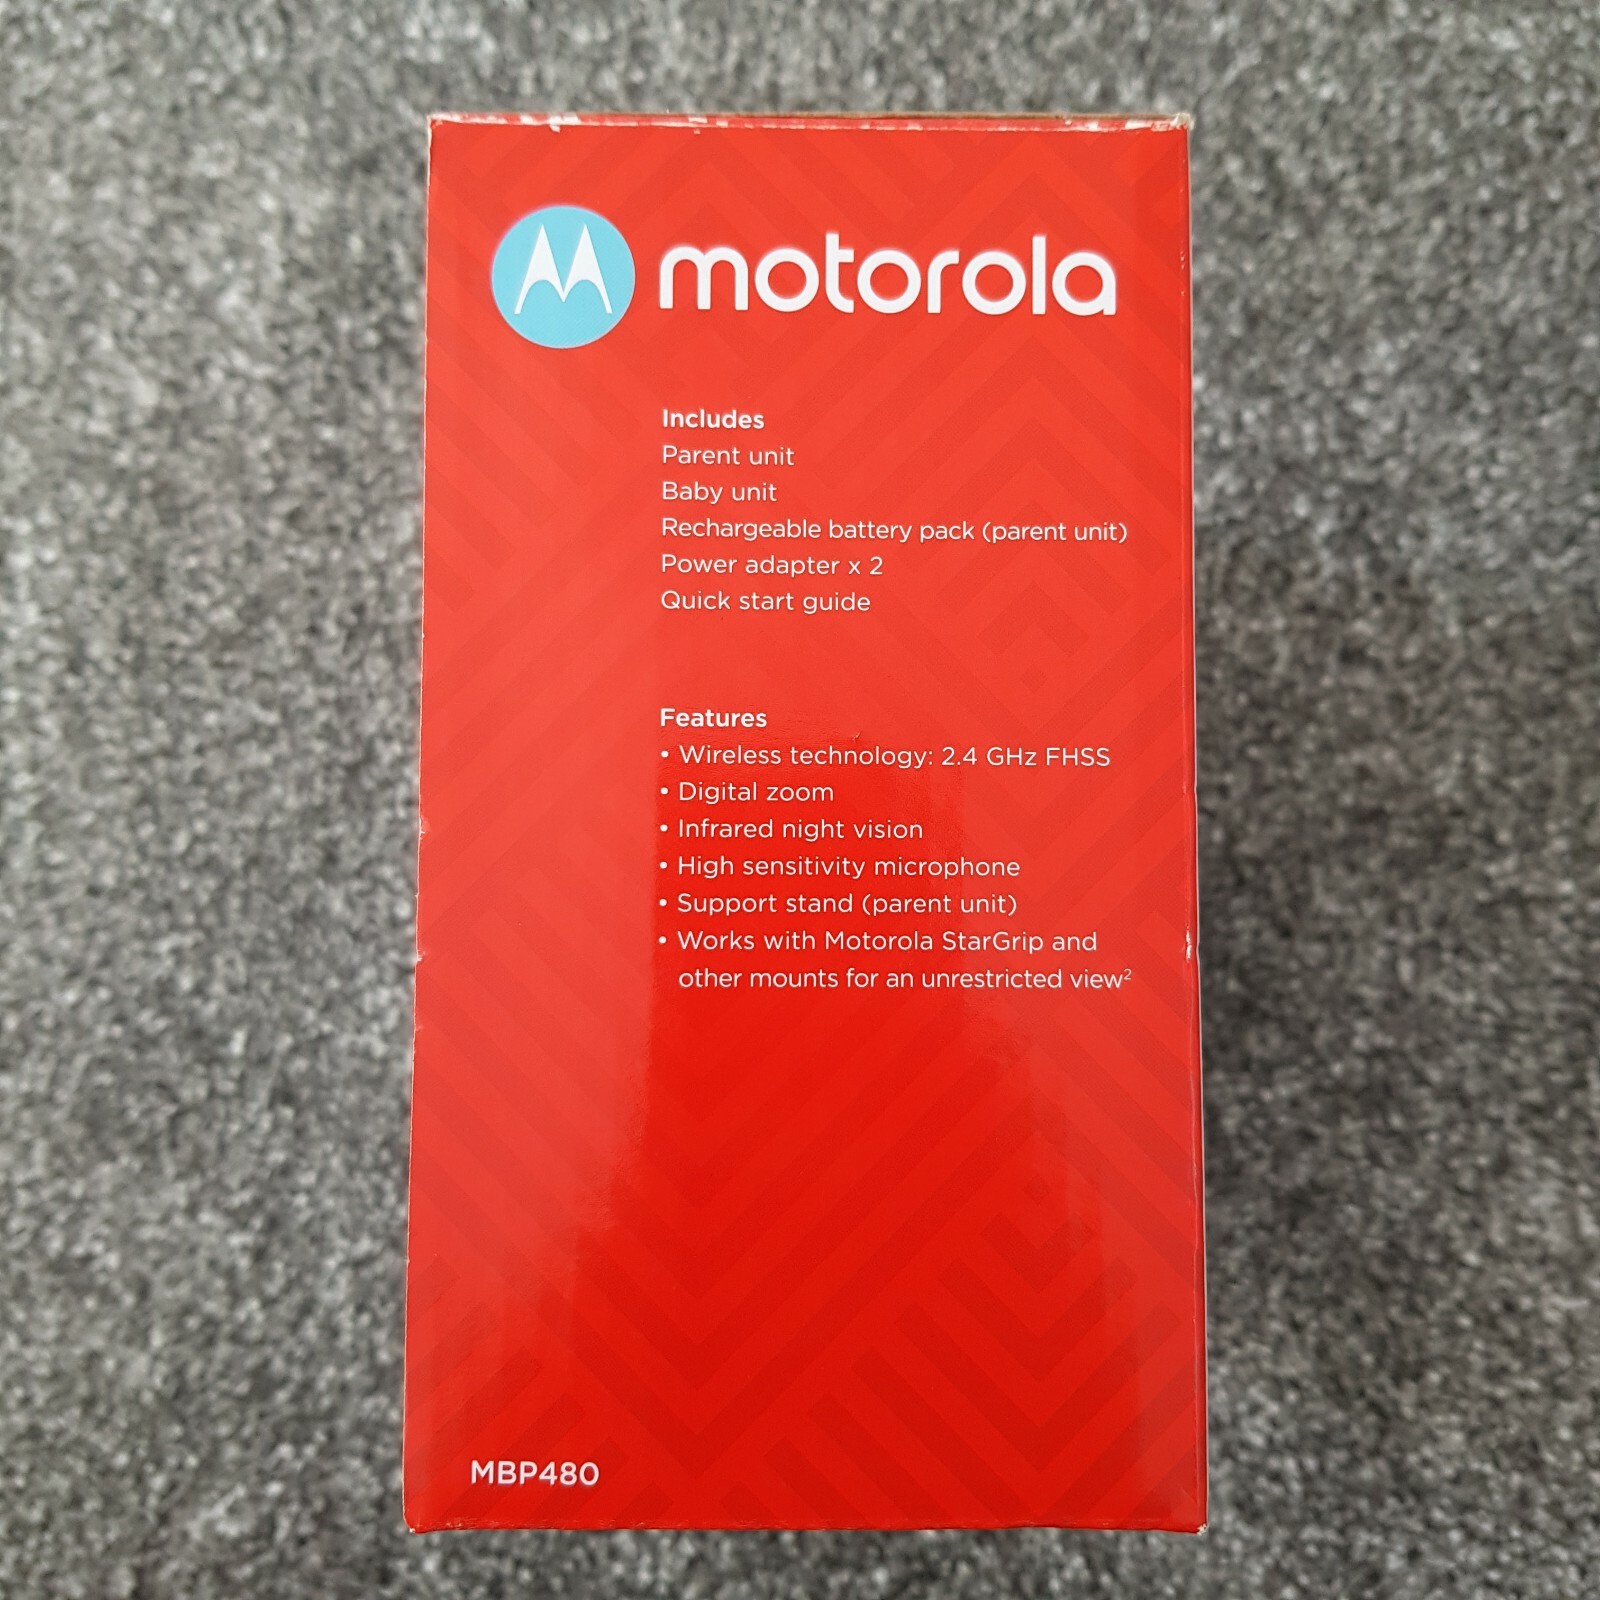 motorola
Includes
Parent unit
Baby unit
Rechargeable battery pack (parent unit)
Power adapter x 2
Quick start guide
Features
• Wireless technology: 2.4 GHz FHSS
• Digital zoom
• Infrared night vision
• High sensitivity microphone
• Support stand (parent unit)
• Works with Motorola StarGrip and
other mounts for an unrestricted view²
MBP480